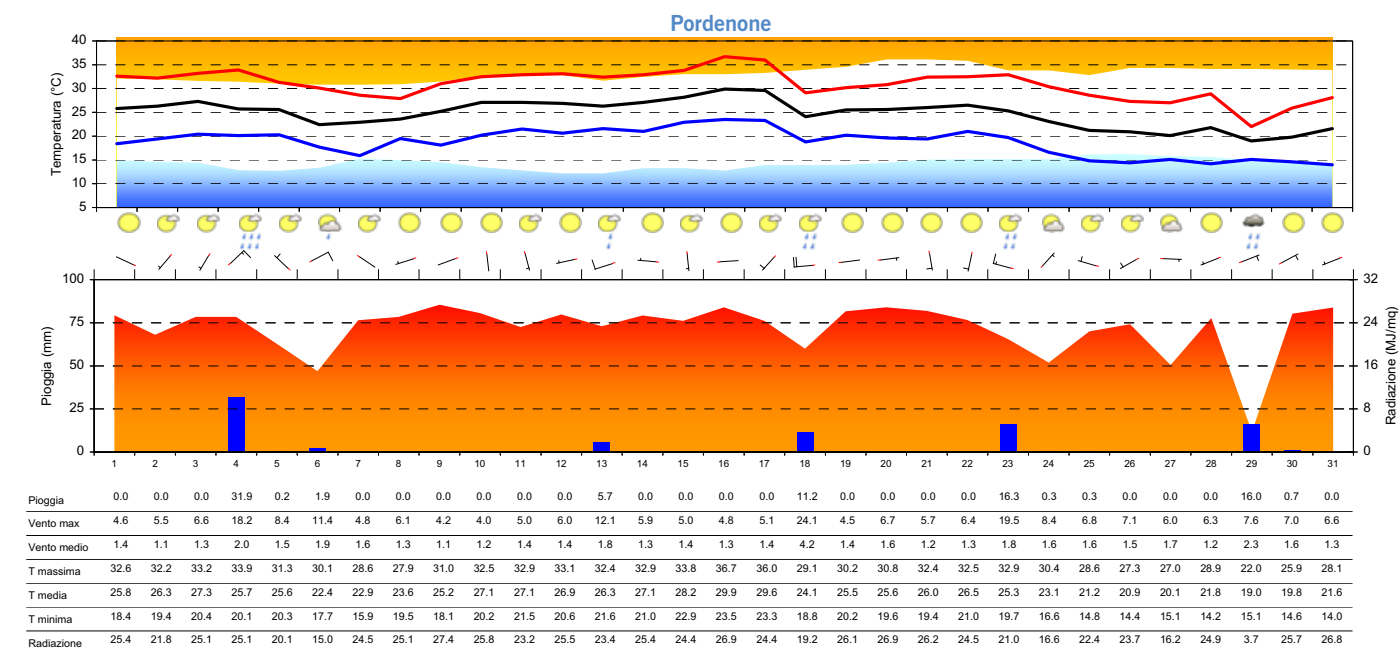 Pordenone
40
35
30
25
20
15
10
5
Temperatura (°C)
100
75
50
25
0
Pioggia (mm)
32
24
16
8
0
Radiazione (MJ/mq)
1 2 3 4 5 6 7 8 9 10 11 12 13 14 15 16 17 18 19 20 21 22 23 24 25 26 27 28 29 30 31
Pioggia 0.0 0.0 0.0 31.9 0.2 1.9 0.0 0.0 0.0 0.0 0.0 0.0 5.7 0.0 0.0 0.0 0.0 11.2 0.0 0.0 0.0 0.0 16.3 0.3 0.3 0.0 0.0 0.0 16.0 0.7 0.0
Vento max 4.6 5.5 6.6 18.2 8.4 11.4 4.8 6.1 4.2 4.0 5.0 6.0 12.1 5.9 5.0 4.8 5.1 24.1 4.5 6.7 5.7 6.4 19.5 8.4 6.8 7.1 6.0 6.3 7.6 7.0 6.6
Vento medio 1.4 1.1 1.3 2.0 1.5 1.9 1.6 1.3 1.1 1.2 1.4 1.4 1.8 1.3 1.4 1.3 1.4 4.2 1.4 1.6 1.2 1.3 1.8 1.6 1.6 1.5 1.7 1.2 2.3 1.6 1.3
T massima 32.6 32.2 33.2 33.9 31.3 30.1 28.6 27.9 31.0 32.5 32.9 33.1 32.4 32.9 33.8 36.7 36.0 29.1 30.2 30.8 32.4 32.5 32.9 30.4 28.6 27.3 27.0 28.9 22.0 25.9 28.1
T media 25.8 26.3 27.3 25.7 25.6 22.4 22.9 23.6 25.2 27.1 27.1 26.9 26.3 27.1 28.2 29.9 29.6 24.1 25.5 25.6 26.0 26.5 25.3 23.1 21.2 20.9 20.1 21.8 19.0 19.8 21.6
T minima 18.4 19.4 20.4 20.1 20.3 17.7 15.9 19.5 18.1 20.2 21.5 20.6 21.6 21.0 22.9 23.5 23.3 18.8 20.2 19.6 19.4 21.0 19.7 16.6 14.8 14.4 15.1 14.2 15.1 14.6 14.0
Radiazione 25.4 21.8 25.1 25.1 20.1 15.0 24.5 25.1 27.4 25.8 23.2 25.5 23.4 25.4 24.4 26.9 24.4 19.2 26.1 26.9 26.2 24.5 21.0 16.6 22.4 23.7 16.2 24.9 3.7 25.7 26.8